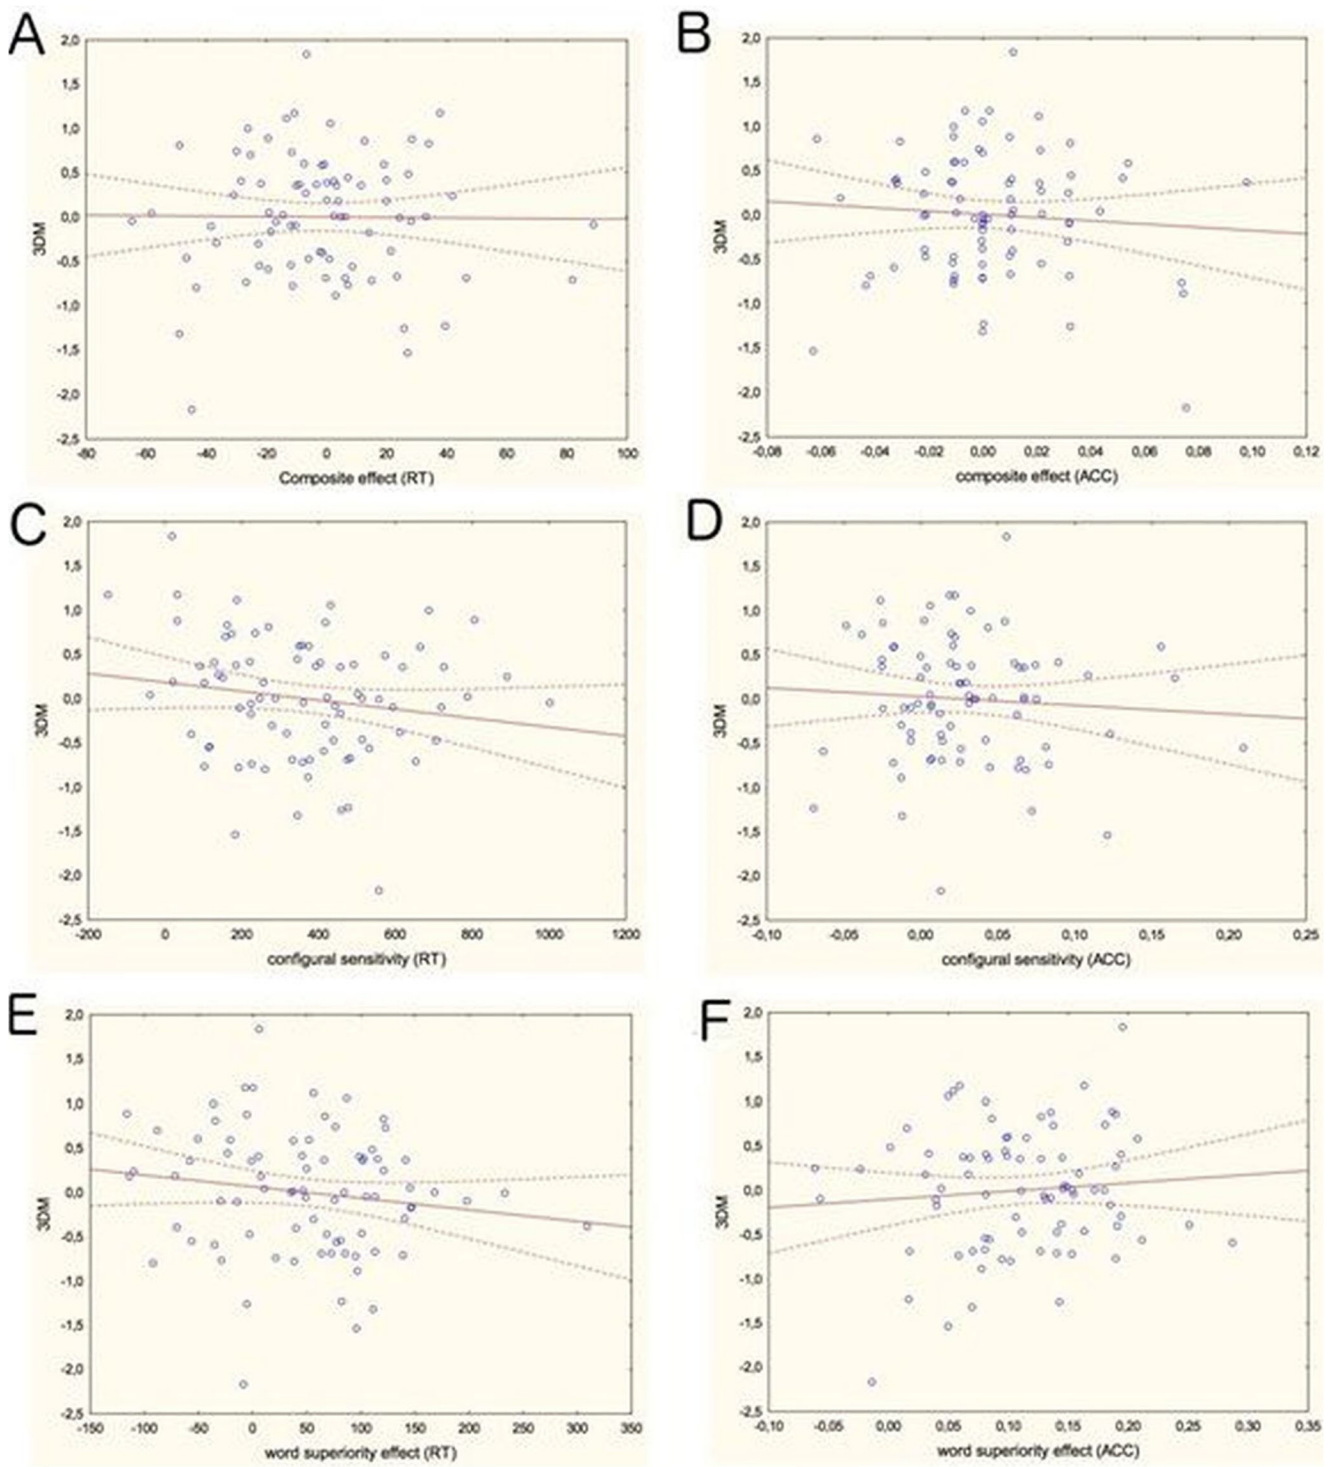 A
2,0
1,5
1,0
0,5
0,0
-0,5
-1,0
-1,5
-2,0
-2,5
3DM
-80 -60 -40 -20 0 20 40 60 80 100
Composite effect (RT)
B
2,0
1,5
1,0
0,5
0,0
-0,5
-1,0
-1,5
-2,0
-2,5
3DM
-0,08 -0,06 -0,04 -0,02 0,00 0,02 0,04 0,06 0,08 0,10 0,12
composite effect (ACC)
C
2,0
1,5
1,0
0,5
0,0
-0,5
-1,0
-1,5
-2,0
-2,5
3DM
-200 0 200 400 600 800 1000 1200
configural sensitivity (RT)
D
2,0
1,5
1,0
0,5
0,0
-0,5
-1,0
-1,5
-2,0
-2,5
3DM
-0,10 -0,05 0,00 0,05 0,10 0,15 0,20 0,25
configural sensitivity (ACC)
E
2,0
1,5
1,0
0,5
0,0
-0,5
-1,0
-1,5
-2,0
-2,5
3DM
-150 -100 -50 0 50 100 150 200 250 300 350
word superiority effect (RT)
F
2,0
1,5
1,0
0,5
0,0
-0,5
-1,0
-1,5
-2,0
-2,5
3DM
-0,10 -0,05 0,00 0,05 0,10 0,15 0,20 0,25 0,30 0,35
word superiority effect (ACC)